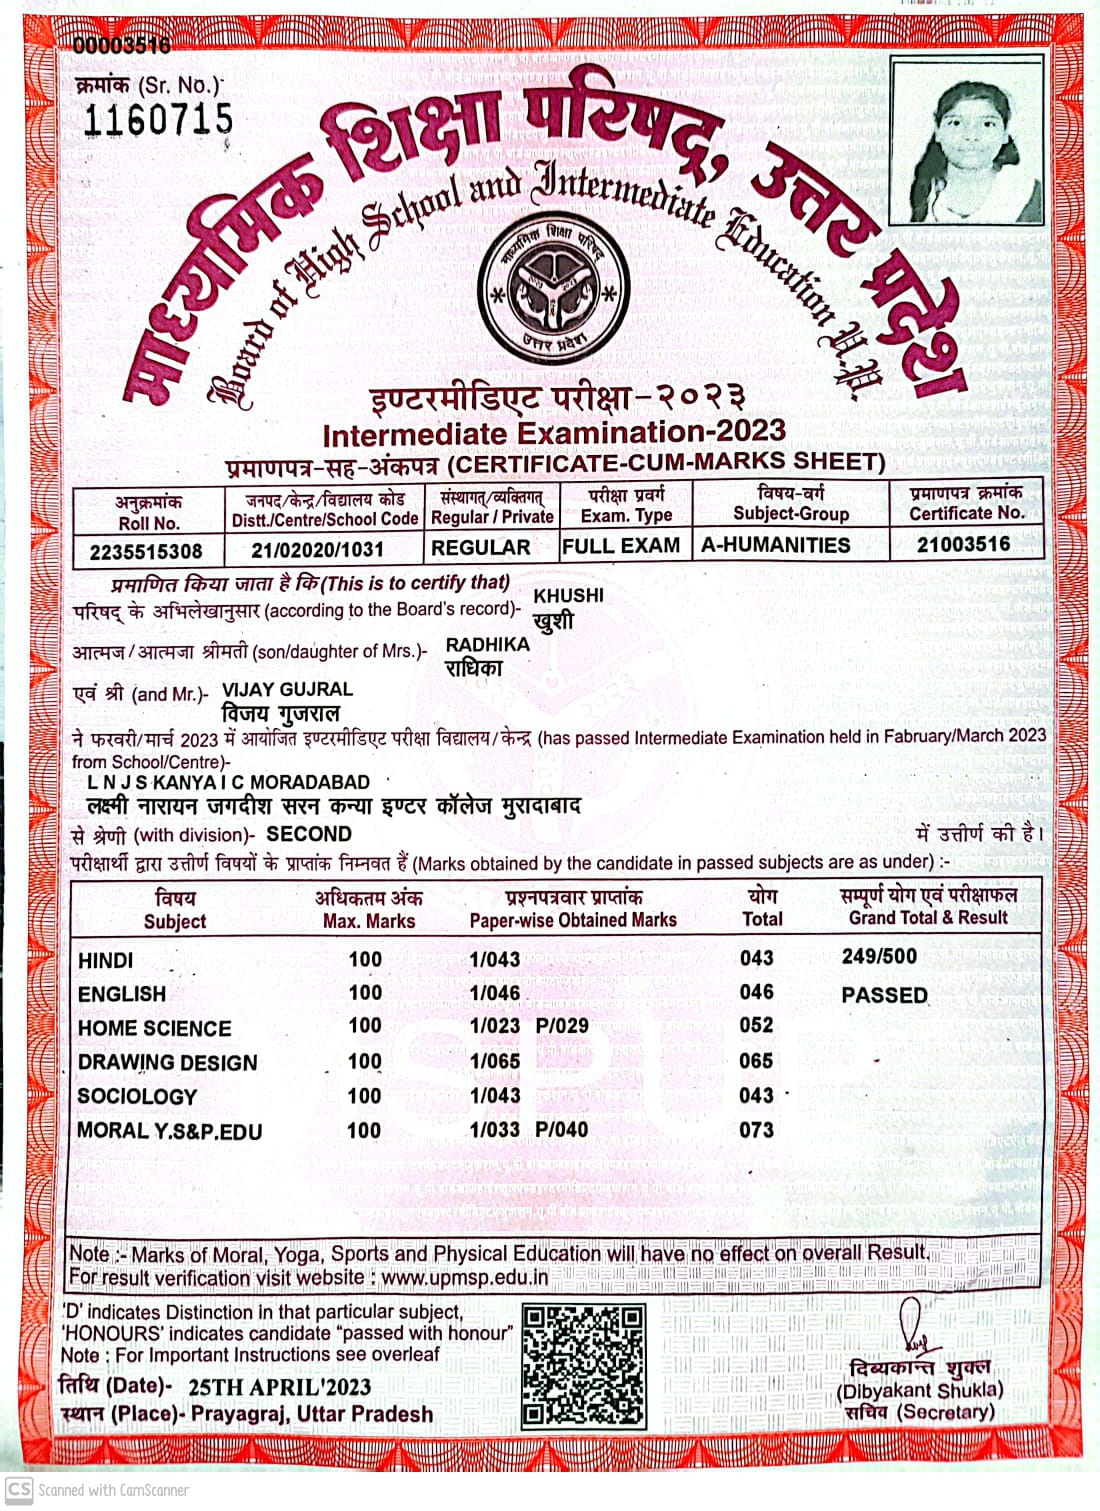 00003516
क्रमांक (Sr. No.)-
1160715
माध्यमिक शिक्षा परिषद्, उत्तर प्रदेश
Board of High School and Intermediate Education U.P.
माध्यमिक शिक्षा परिषद
उत्तर प्रदेश
इण्टरमीडिएट परीक्षा-२०२३
Intermediate Examination-2023
प्रमाणपत्र-सह-अंकपत्र (CERTIFICATE-CUM-MARKS SHEET)
अनुक्रमांक जनपद/केन्द्र/विद्यालय कोड संस्थागत्/व्यक्तिगत् परीक्षा प्रवर्ग विषय-वर्ग प्रमाणपत्र क्रमांक
Roll No. Distt./Centre/School Code Regular / Private Exam. Type Subject-Group Certificate No.
2235515308 21/02020/1031 REGULAR FULL EXAM A-HUMANITIES 21003516
प्रमाणित किया जाता है कि (This is to certify that)
परिषद् के अभिलेखानुसार (according to the Board's record)- KHUSHI
खुशी
आत्मज/आत्मजा श्रीमती (son/daughter of Mrs.)- RADHIKA
राधिका
एवं श्री (and Mr.)- VIJAY GUJRAL
विजय गुजराल
ने फरवरी/मार्च 2023 में आयोजित इण्टरमीडिएट परीक्षा विद्यालय/केन्द्र (has passed Intermediate Examination held in Fabruary/March 2023
from School/Centre)-
L N J S KANYA I C MORADABAD
लक्ष्मी नारायन जगदीश सरन कन्या इण्टर कॉलेज मुरादाबाद
से श्रेणी (with division)- SECOND में उत्तीर्ण की है।
परीक्षार्थी द्वारा उत्तीर्ण विषयों के प्राप्तांक निम्नवत हैं (Marks obtained by the candidate in passed subjects are as under) :-
विषय अधिकतम अंक प्रश्नपत्रवार प्राप्तांक योग सम्पूर्ण योग एवं परीक्षाफल
Subject Max. Marks Paper-wise Obtained Marks Total Grand Total & Result
HINDI 100 1/043 043 249/500
ENGLISH 100 1/046 046 PASSED
HOME SCIENCE 100 1/023 P/029 052
DRAWING DESIGN 100 1/065 065
SOCIOLOGY 100 1/043 043
MORAL Y.S&P.EDU 100 1/033 P/040 073
Note :- Marks of Moral, Yoga, Sports and Physical Education will have no effect on overall Result.
For result verification visit website : www.upmsp.edu.in
'D' indicates Distinction in that particular subject,
'HONOURS' indicates candidate "passed with honour"
Note : For Important Instructions see overleaf
तिथि (Date)- 25TH APRIL'2023
स्थान (Place)- Prayagraj, Uttar Pradesh
दिब्यकान्त शुक्ल
(Dibyakant Shukla)
सचिव (Secretary)
CS Scanned with CamScanner